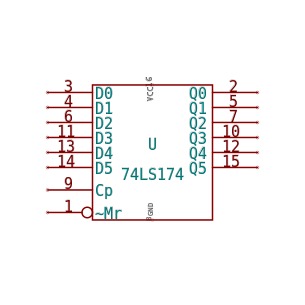 VCC 16
3 D0 Q0 2
4 D1 Q1 5
6 D2 Q2 7
11 D3 Q3 10
13 D4 U Q4 12
14 D5 Q5 15
74LS174
9 Cp
1 ~Mr
GND